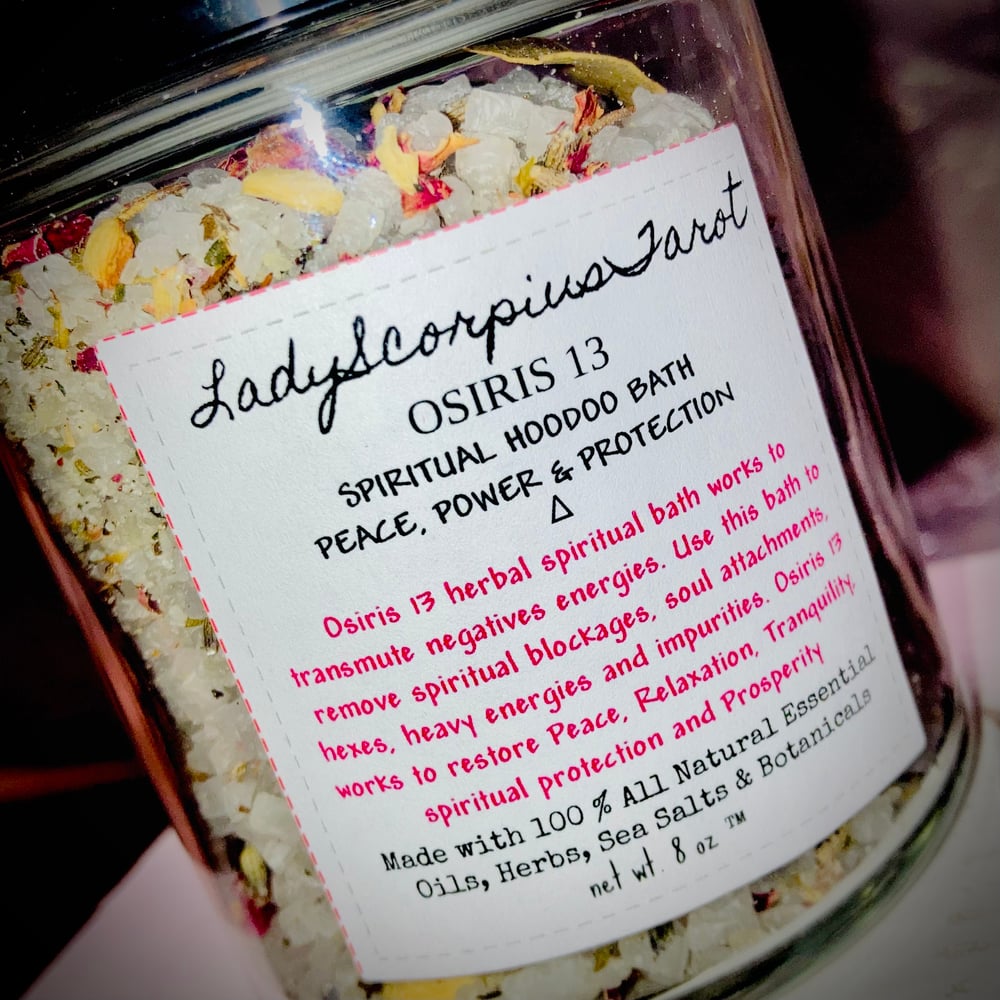 LadyScorpiusTarot
OSIRIS 13
SPIRITUAL HOODOO BATH
PEACE, POWER & PROTECTION
Δ
Osiris 13 herbal spiritual bath works to
transmute negatives energies. Use this bath to
remove spiritual blockages, soul attachments,
hexes, heavy energies and impurities. Osiris 13
works to restore Peace, Relaxation, Tranquility,
spiritual protection and Prosperity
Made with 100 % All Natural Essential
Oils, Herbs, Sea Salts & Botanicals
net wt. 8 oz ™